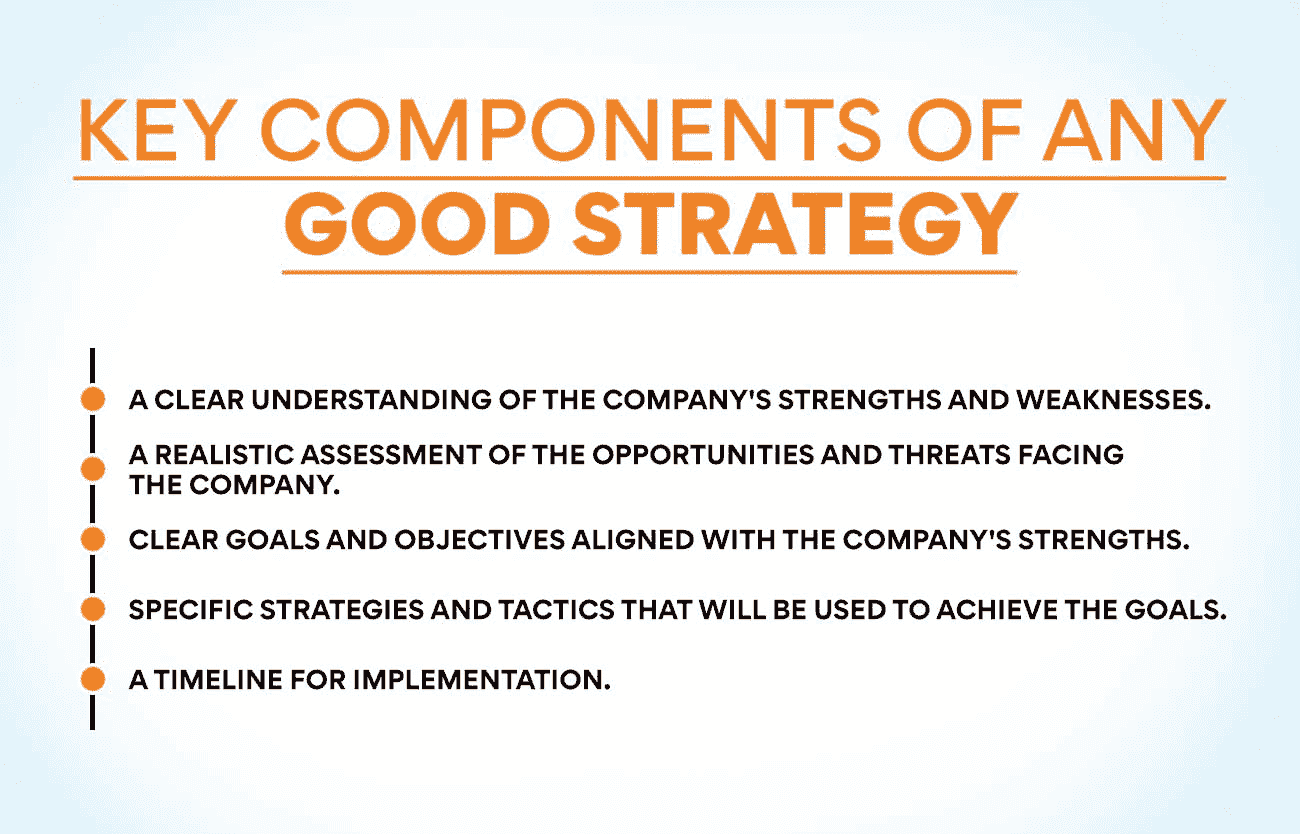 KEY COMPONENTS OF ANY
GOOD STRATEGY
A CLEAR UNDERSTANDING OF THE COMPANY'S STRENGTHS AND WEAKNESSES.
A REALISTIC ASSESSMENT OF THE OPPORTUNITIES AND THREATS FACING
THE COMPANY.
CLEAR GOALS AND OBJECTIVES ALIGNED WITH THE COMPANY'S STRENGTHS.
SPECIFIC STRATEGIES AND TACTICS THAT WILL BE USED TO ACHIEVE THE GOALS.
A TIMELINE FOR IMPLEMENTATION.